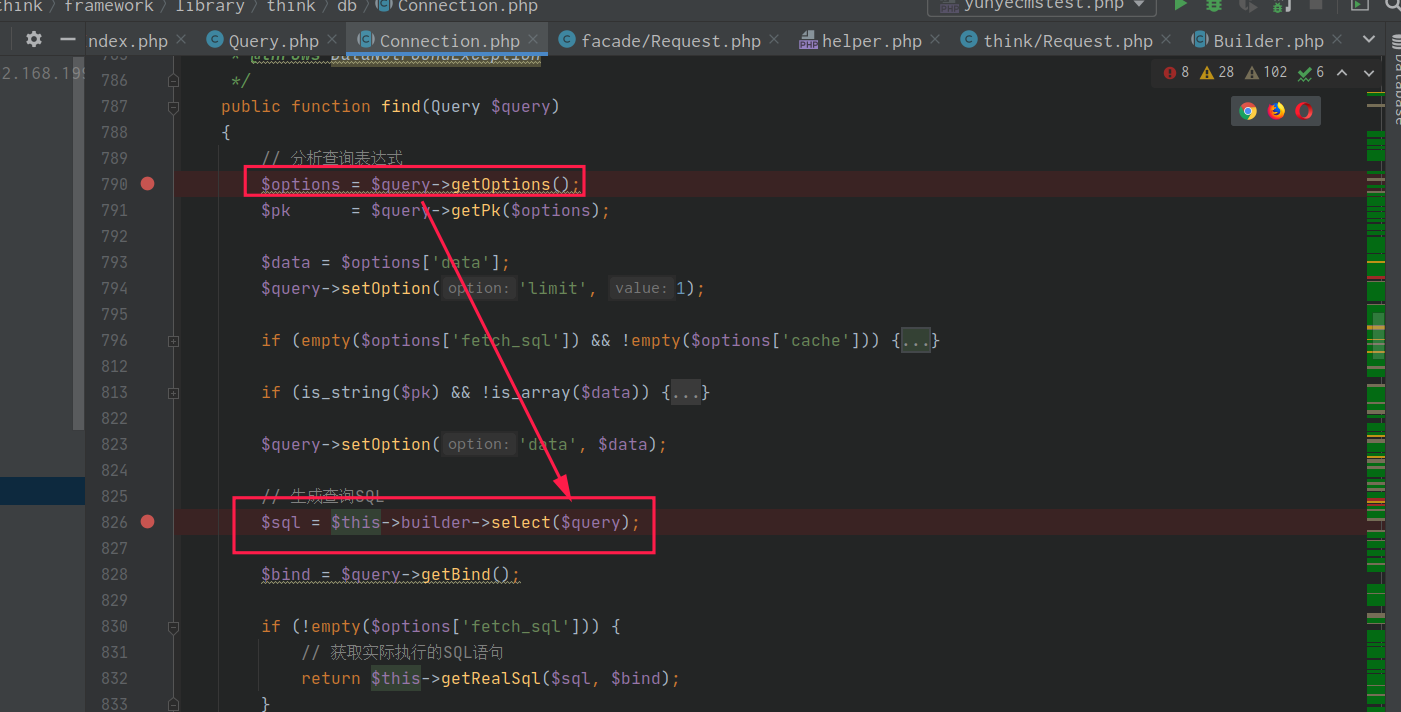 think / framework / library / think / db / Connection.php
yunyecmstest.php
ndex.php Query.php Connection.php facade/Request.php helper.php think/Request.php Builder.php
2.168.199
Database
8 28 102 6
785 * @throws DataNotFoundException
786 */
787 public function find(Query $query)
788 {
789 // 分析查询表达式
790 $options = $query->getOptions();
791 $pk = $query->getPk($options);
792
793 $data = $options['data'];
794 $query->setOption( option: 'limit', value: 1);
795
796 if (empty($options['fetch_sql']) && !empty($options['cache'])) {...}
812
813 if (is_string($pk) && !is_array($data)) {...}
822
823 $query->setOption( option: 'data', $data);
824
825 // 生成查询SQL
826 $sql = $this->builder->select($query);
827
828 $bind = $query->getBind();
829
830 if (!empty($options['fetch_sql'])) {
831 // 获取实际执行的SQL语句
832 return $this->getRealSql($sql, $bind);
833 }